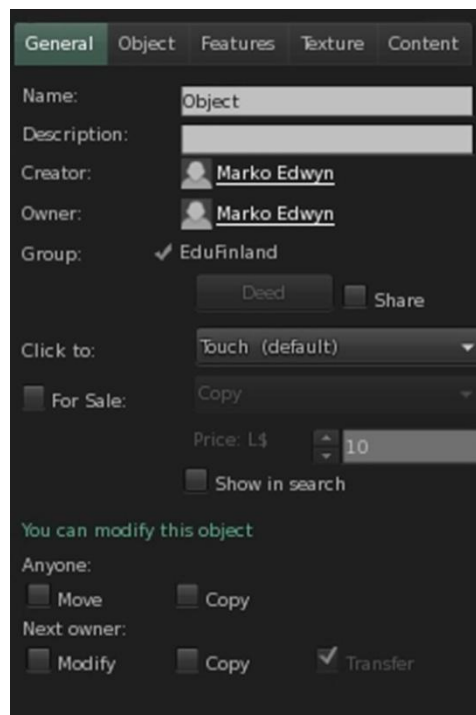 General Object Features Texture Content
Name: Object
Description:
Creator: Marko Edwyn
Owner: Marko Edwyn
Group: EduFinland
Deed Share
Click to: Touch (default)
For Sale: Copy
Price: L$ 10
Show in search
You can modify this object
Anyone:
Move Copy
Next owner:
Modify Copy Transfer